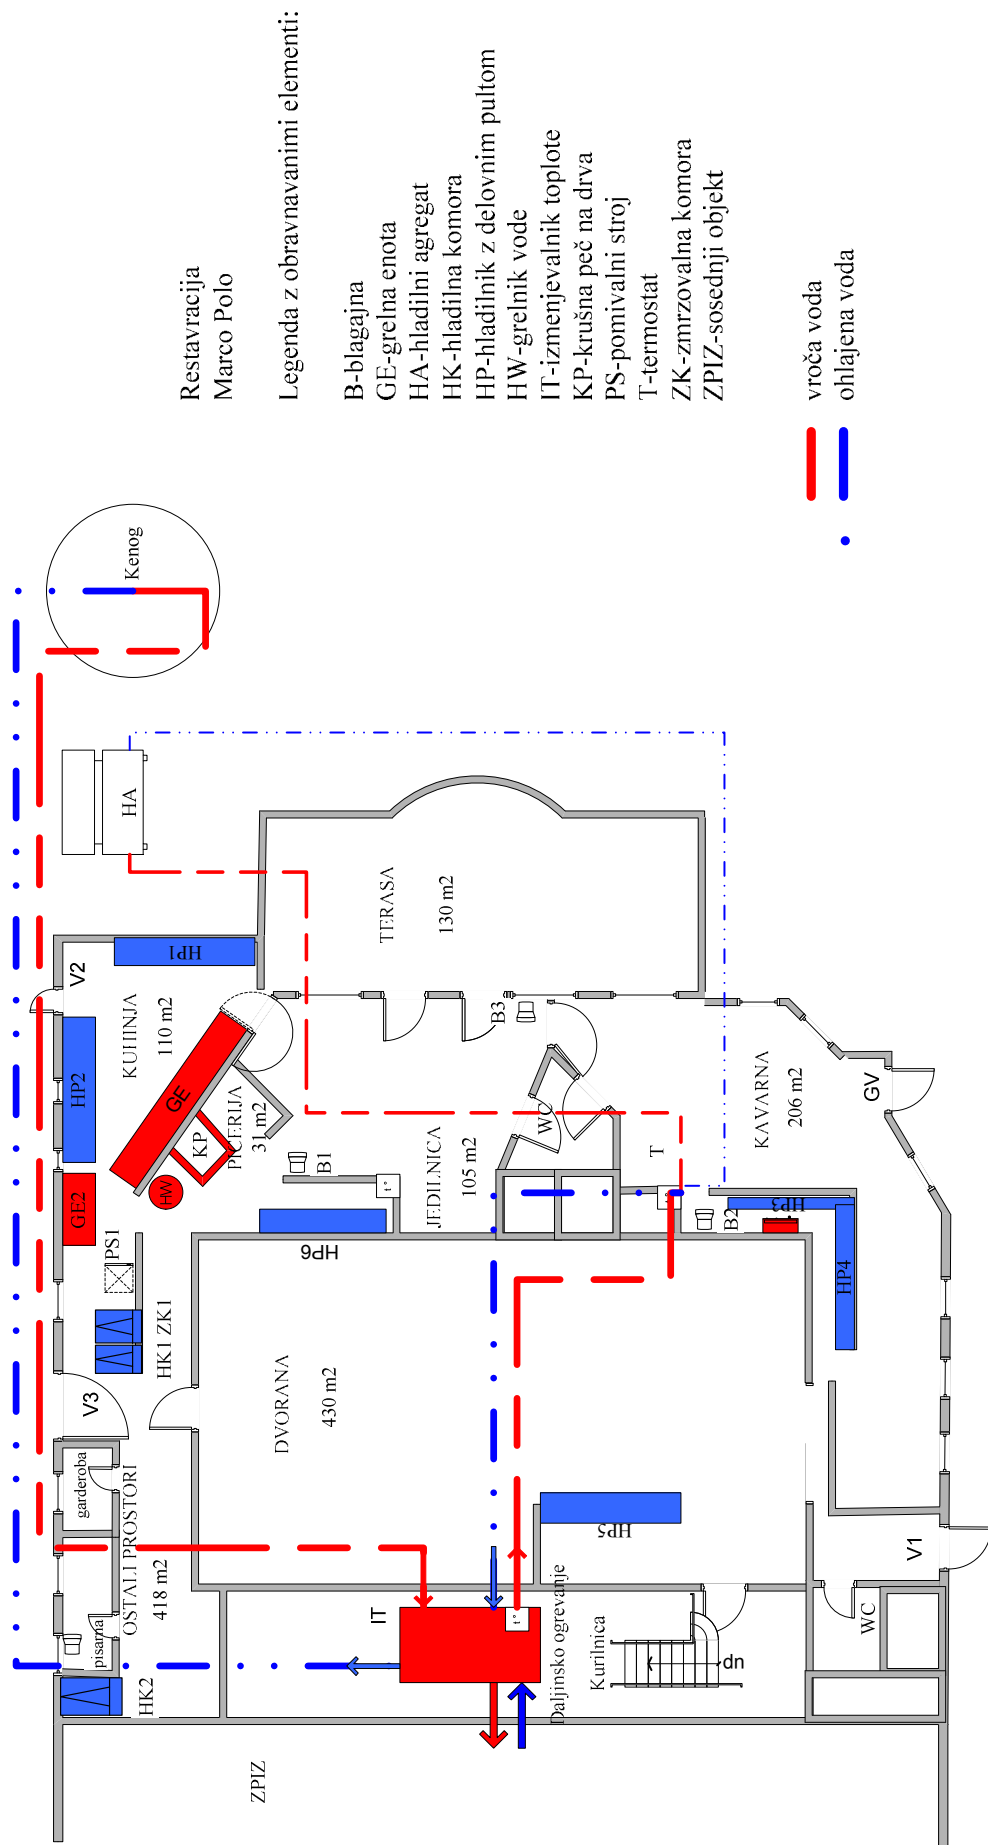 Restavracija
Marco Polo
Legenda z obravnavanimi elementi:
B-blagajna
GE-grelna enota
HA-hladilni agregat
HK-hladilna komora
HP-hladilnik z delovnim pultom
HW-grelnik vode
IT-izmenjevalnik toplote
KP-krušna peč na drva
PS-pomivalni stroj
T-termostat
ZK-zmrzovalna komora
ZPIZ-sosednji objekt
vroča voda
ohlajena voda
Kenog
HA
TERASA
130 m2
HP1
V2
KUHINJA
110 m2
HP2
GE
B3
KP
PICERIJA
31 m2
HW
GE2
B1
WC
JEDILNICA
105 m2
T
KAVARNA
206 m2
GV
t°
t°
B2
HP3
HP4
HP6
PS1
HK1 ZK1
V3
DVORANA
430 m2
garderoba
OSTALI PROSTORI
418 m2
pisarna
HP5
V1
WC
IT
t°
Daljinsko ogrevanje
Kurilnica
dn
HK2
ZPIZ